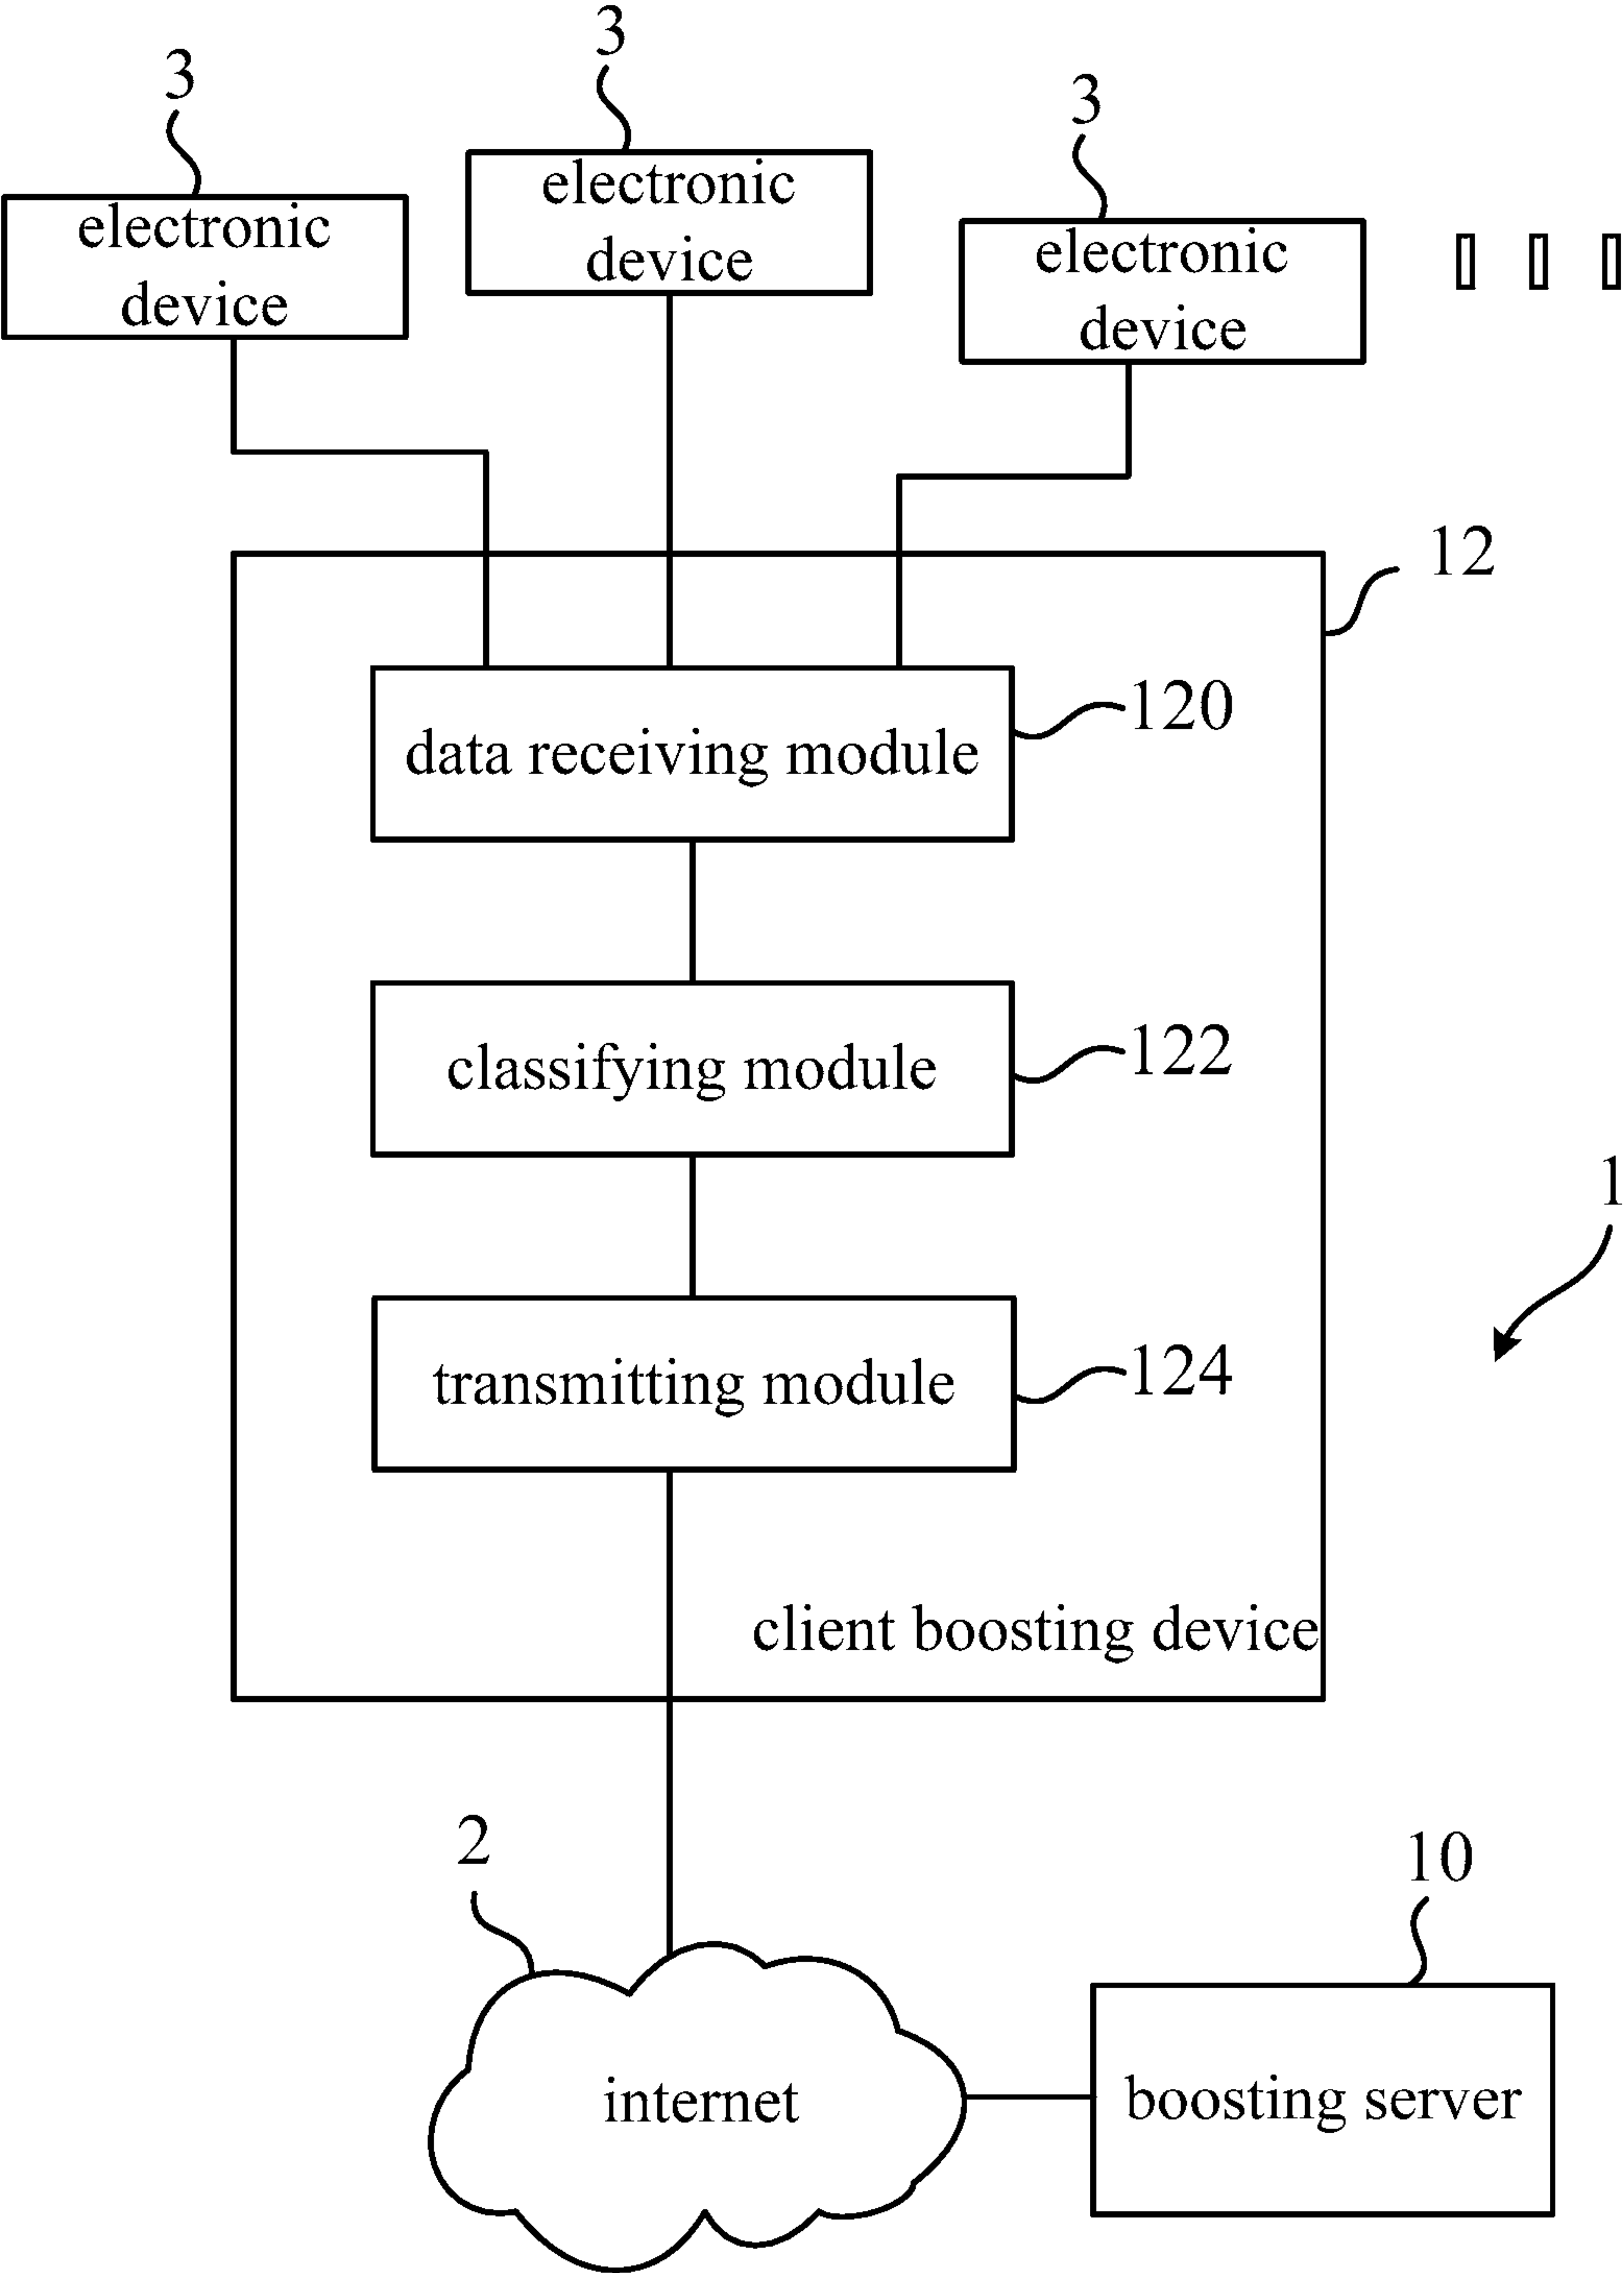 3
3
3
electronic
device
electronic
device
electronic
device
12
data receiving module
120
classifying module
122
1
transmitting module
124
client boosting device
2
10
internet
boosting server